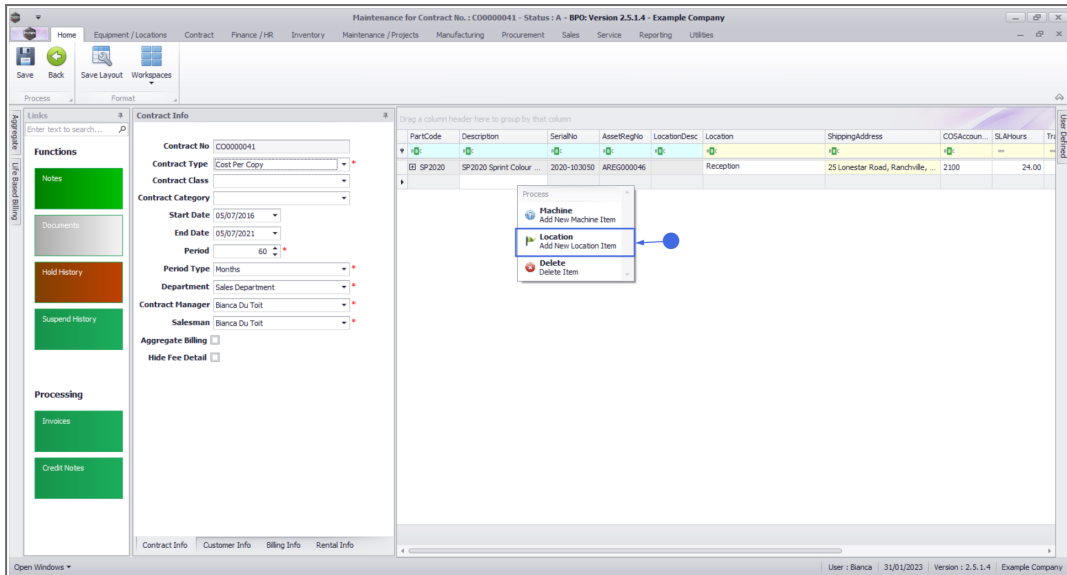 Maintenance for Contract No. : CO0000041 - Status : A - BPO: Version 2.5.1.4 - Example Company
Home Equipment / Locations Contract Finance / HR Inventory Maintenance / Projects Manufacturing Procurement Sales Service Reporting Utilities
Save Back Save Layout Workspaces
Process Format
Aggregate
Life Based Billing
Links
Enter text to search...
Functions
Notes
Documents
Hold History
Suspend History
Processing
Invoices
Credit Notes
Contract Info
Contract No CO0000041
Contract Type Cost Per Copy *
Contract Class
Contract Category
Start Date 05/07/2016
End Date 05/07/2021
Period 60 *
Period Type Months *
Department Sales Department *
Contract Manager Bianca Du Toit *
Salesman Bianca Du Toit *
Aggregate Billing
Hide Fee Detail
Contract Info Customer Info Billing Info Rental Info
Drag a column header here to group by that column
PartCode Description SerialNo AssetRegNo LocationDesc Location ShippingAddress COSAccoun... SLAHours Tra
SP2020 SP2020 Sprint Colour ... 2020-103050 AREG000046 Reception 25 Lonestar Road, Ranchville, ... 2100 24.00
Process
Machine
Add New Machine Item
Location
Add New Location Item
Delete
Delete Item
User Defined
Open Windows User : Bianca 31/01/2023 Version : 2.5.1.4 Example Company